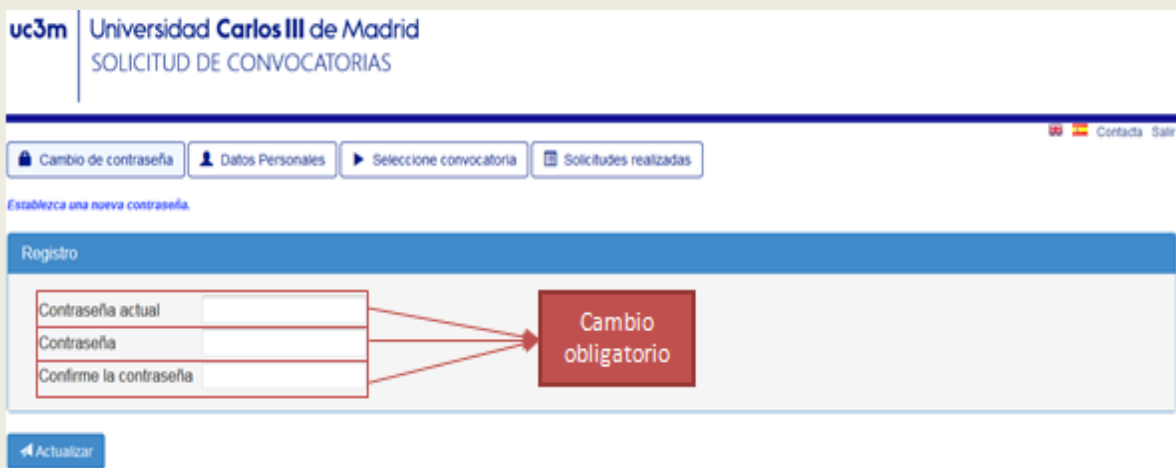 uc3m
Universidad Carlos III de Madrid
SOLICITUD DE CONVOCATORIAS
Contacta Salir
Cambio de contraseña Datos Personales Seleccione convocatoria Solicitudes realizadas
Establezca una nueva contraseña.
Registro
Contraseña actual
Contraseña
Confirme la contraseña
Cambio
obligatorio
Actualizar